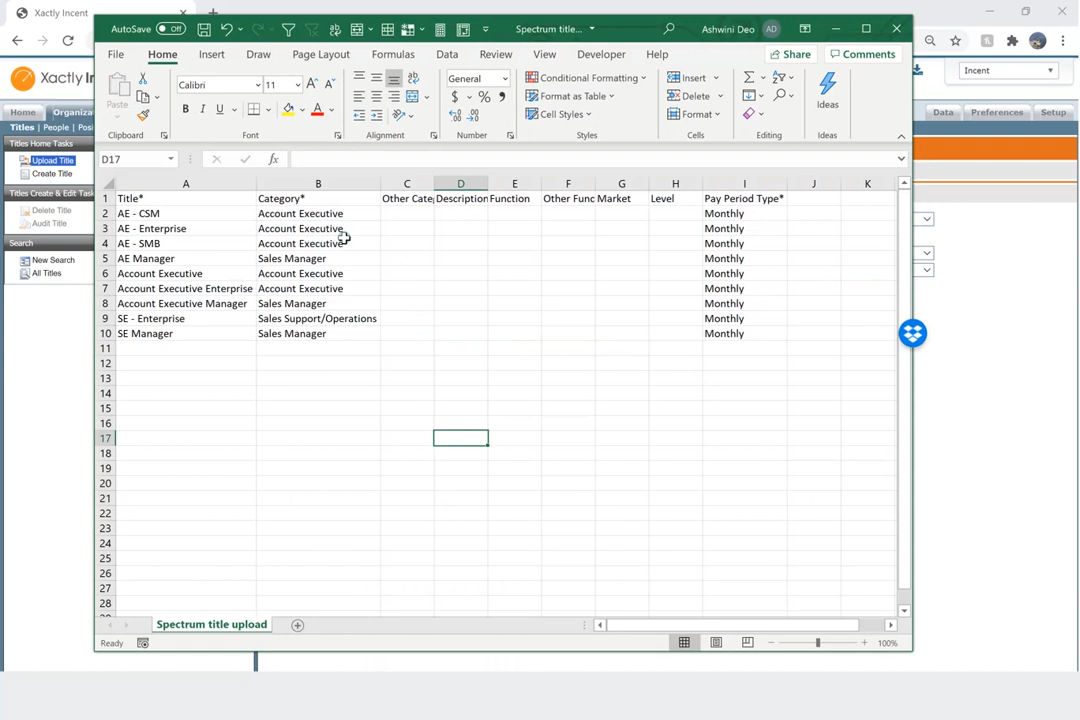 Xactly Incent
AutoSave Off Spectrum title... Ashwini Deo AD
File Home Insert Draw Page Layout Formulas Data Review View Developer Help Share Comments
Xactly Incent
Incent
Calibri 11 General Conditional Formatting Insert
Paste B I U A $ % 9 Format as Table Delete Ideas
Cell Styles Format
Clipboard Font Alignment Number Styles Cells Editing Ideas
Home Organiza Data Preferences Setup
Titles | People | Posi
Titles Home Tasks
Upload Title
Create Title
Titles Create & Edit Task
Delete Title
Audit Title
Search
New Search
All Titles
D17 fx
A B C D E F G H I J K
1 Title* Category* Other Cate Description Function Other Func Market Level Pay Period Type*
2 AE - CSM Account Executive Monthly
3 AE - Enterprise Account Executive Monthly
4 AE - SMB Account Executive Monthly
5 AE Manager Sales Manager Monthly
6 Account Executive Account Executive Monthly
7 Account Executive Enterprise Account Executive Monthly
8 Account Executive Manager Sales Manager Monthly
9 SE - Enterprise Sales Support/Operations Monthly
10 SE Manager Sales Manager Monthly
11
12
13
14
15
16
17
18
19
20
21
22
23
24
25
26
27
28
Spectrum title upload
Ready 100%